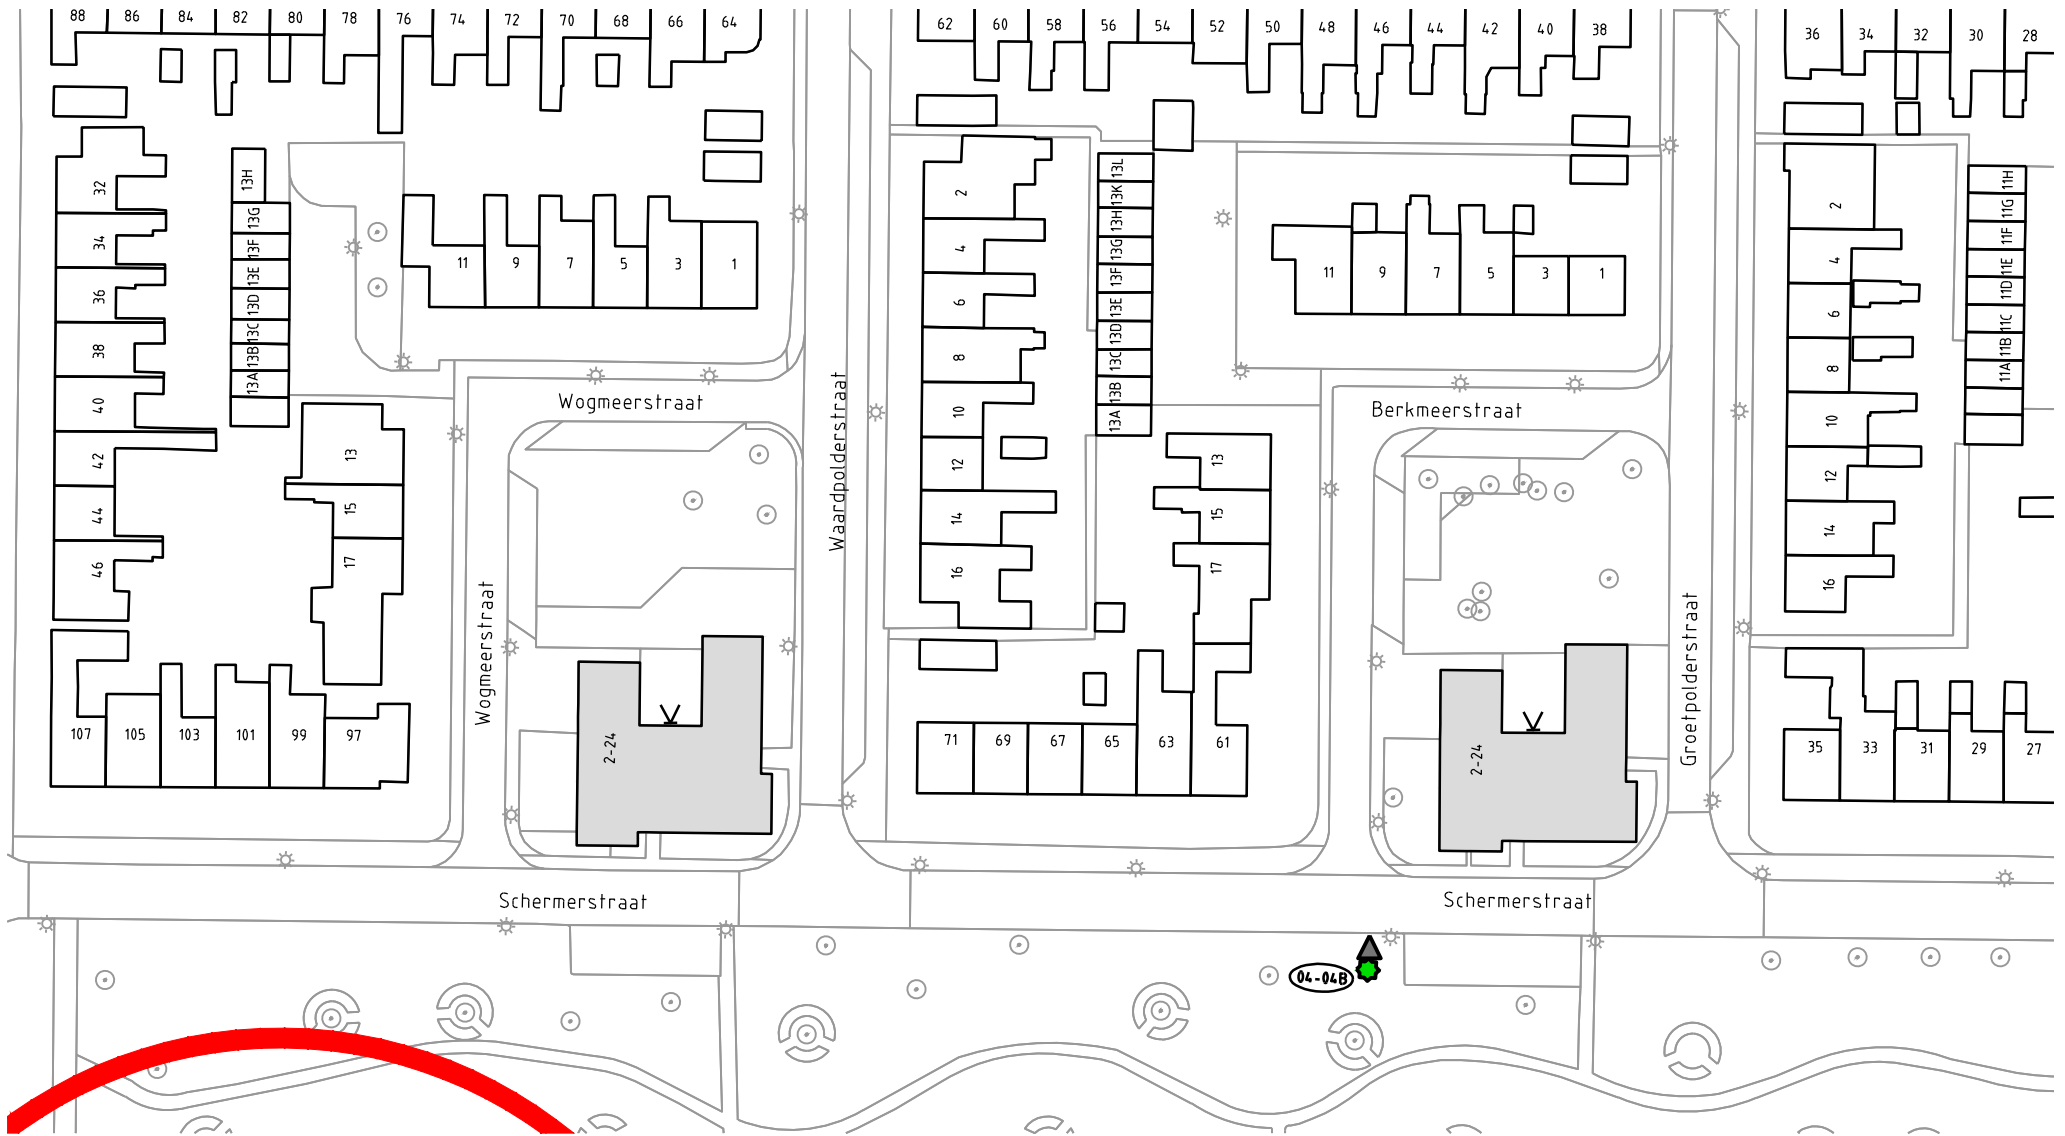 88 86 84 82 80 78 76 74 72 70 68 66 64
62 60 58 56 54 52 50 48 46 44 42 40 38
36 34 32 30 28
32
34
36
38
40
42
44
46
13H
13G
13F
13E
13D
13C
13B
13A
11 9 7 5 3 1
13
15
17
107 105 103 101 99 97
Wogmeerstraat
Wogmeerstraat
2-24
Waardpolderstraat
2
4
6
8
10
12
14
16
13L
13K
13H
13G
13F
13E
13D
13C
13B
13A
11 9 7 5 3 1
13
15
17
71 69 67 65 63 61
Berkmeerstraat
2-24
Groetpolderstraat
2
4
6
8
10
12
14
16
11H
11G
11F
11E
11D
11C
11B
11A
35 33 31 29 27
Schermerstraat
Schermerstraat
04-04B